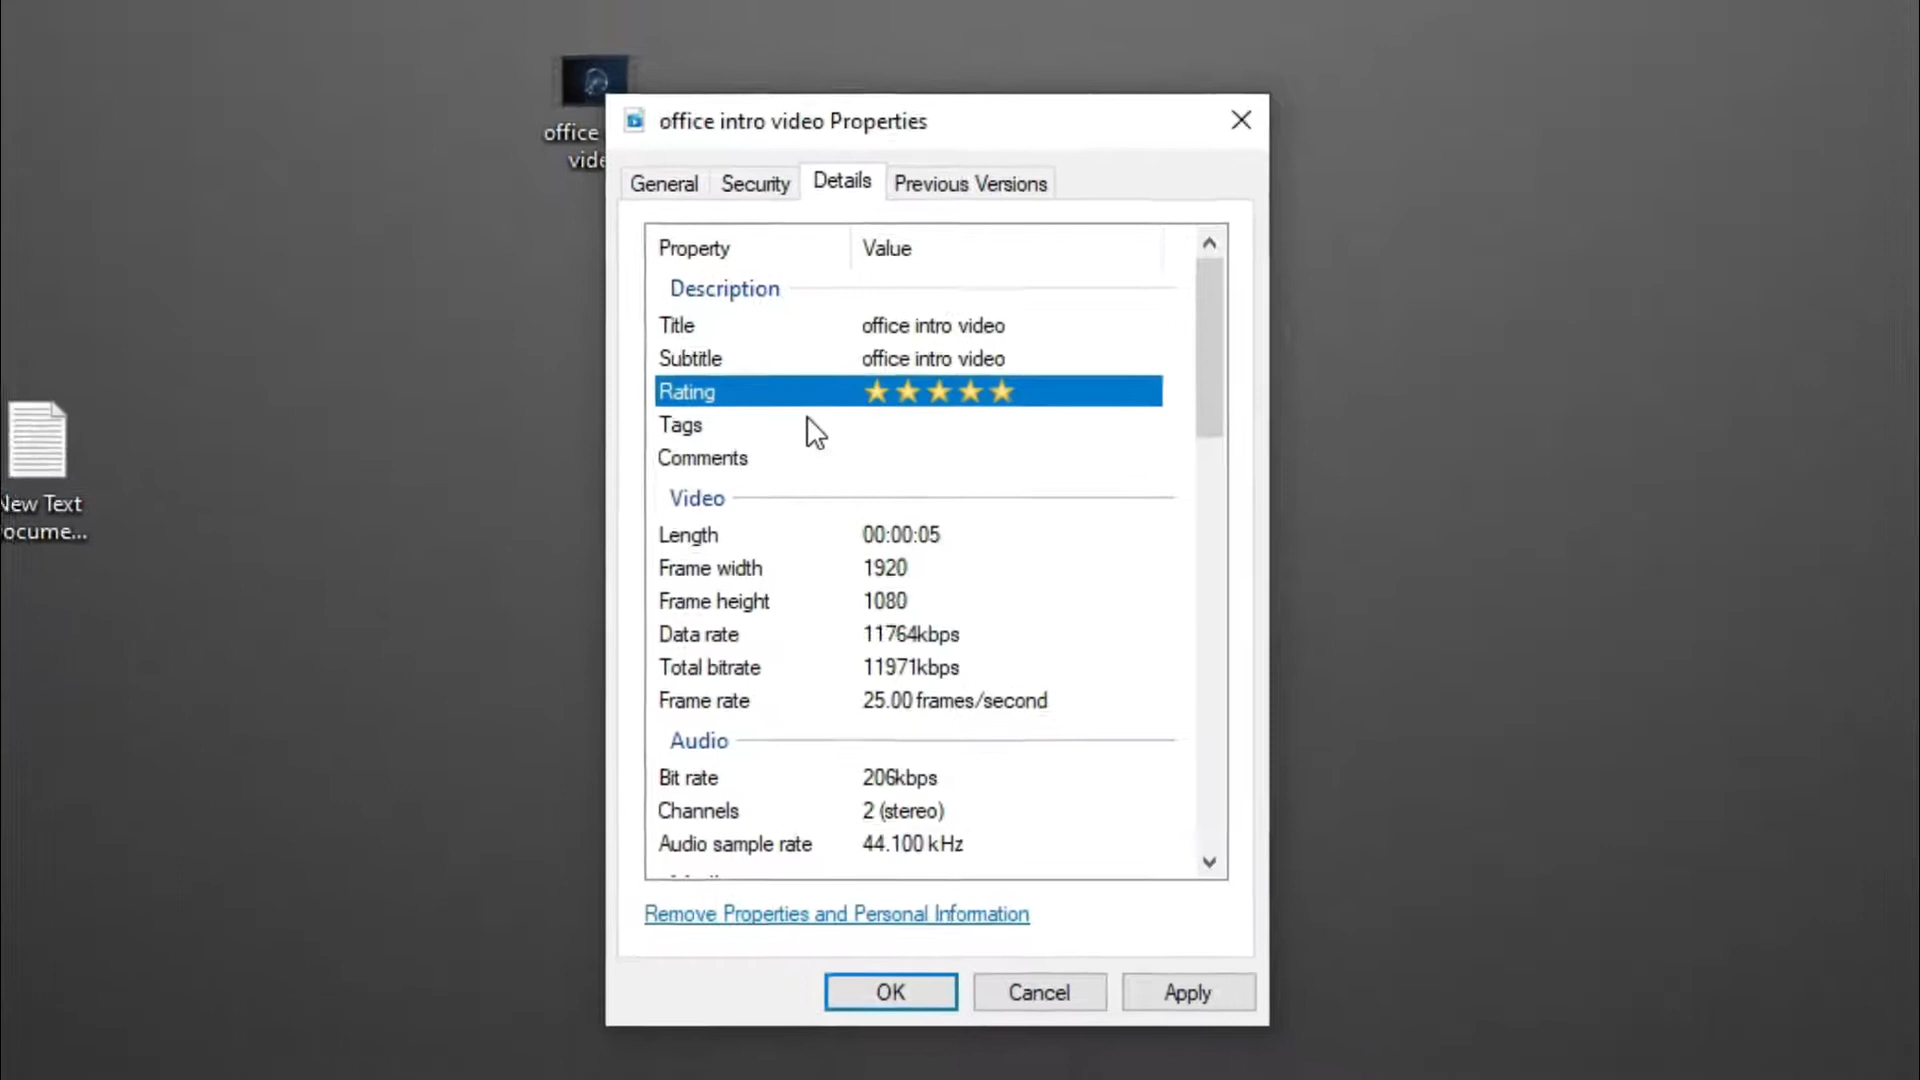 office
vide
office intro video Properties
General Security Details Previous Versions
Property Value
Description
Title office intro video
Subtitle office intro video
Rating
Tags
Comments
Video
Length 00:00:05
Frame width 1920
Frame height 1080
Data rate 11764kbps
Total bitrate 11971kbps
Frame rate 25.00 frames/second
Audio
Bit rate 206kbps
Channels 2 (stereo)
Audio sample rate 44.100 kHz
Remove Properties and Personal Information
OK Cancel Apply
New Text
ocume...